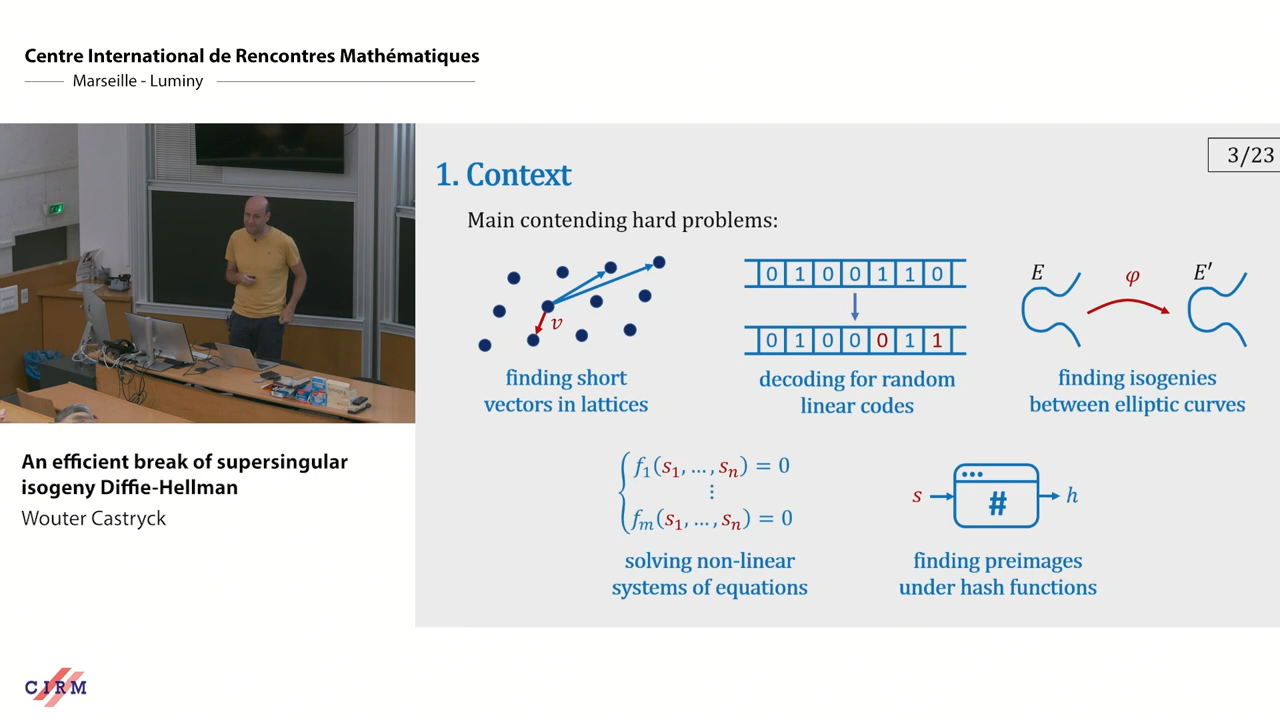 Centre International de Rencontres Mathématiques
Marseille - Luminy
3/23
1. Context
Main contending hard problems:
v
finding short
vectors in lattices
0 1 0 0 1 1 0
0 1 0 0 0 1 1
decoding for random
linear codes
E φ E′
finding isogenies
between elliptic curves
f₁(s₁, …, sₙ) = 0
⋮
fₘ(s₁, …, sₙ) = 0
solving non-linear
systems of equations
s # h
finding preimages
under hash functions
An efficient break of supersingular
isogeny Diffie-Hellman
Wouter Castryck
CIRM